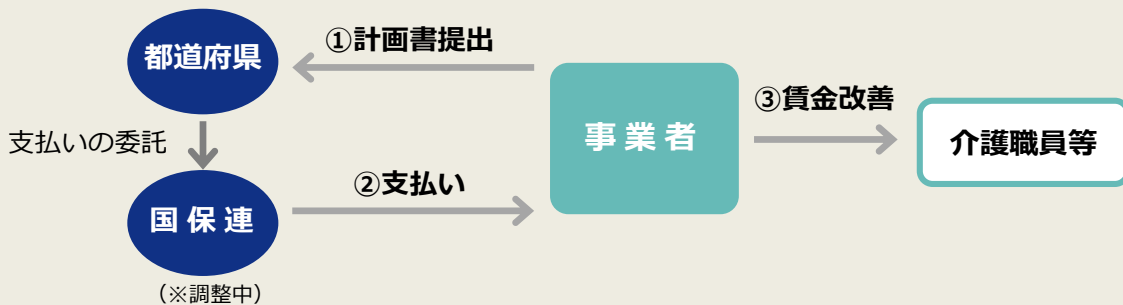 ①計画書提出
都道府県
③賃金改善
事業者
介護職員等
支払いの委託
②支払い
国保連
（※調整中）